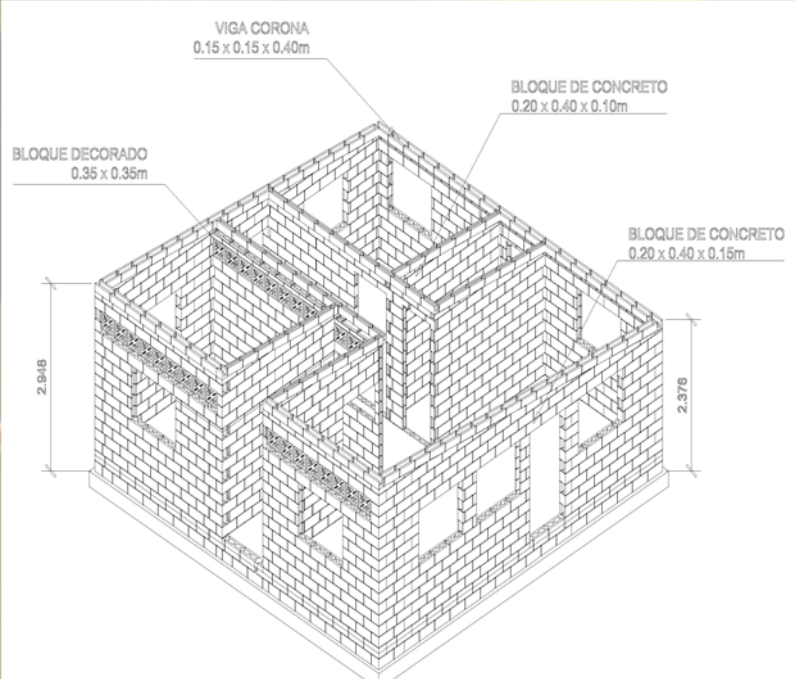 VIGA CORONA
0.15 x 0.15 x 0.40m
BLOQUE DE CONCRETO
0.20 x 0.40 x 0.10m
BLOQUE DECORADO
0.35 x 0.35m
BLOQUE DE CONCRETO
0.20 x 0.40 x 0.15m
2.948
2.376